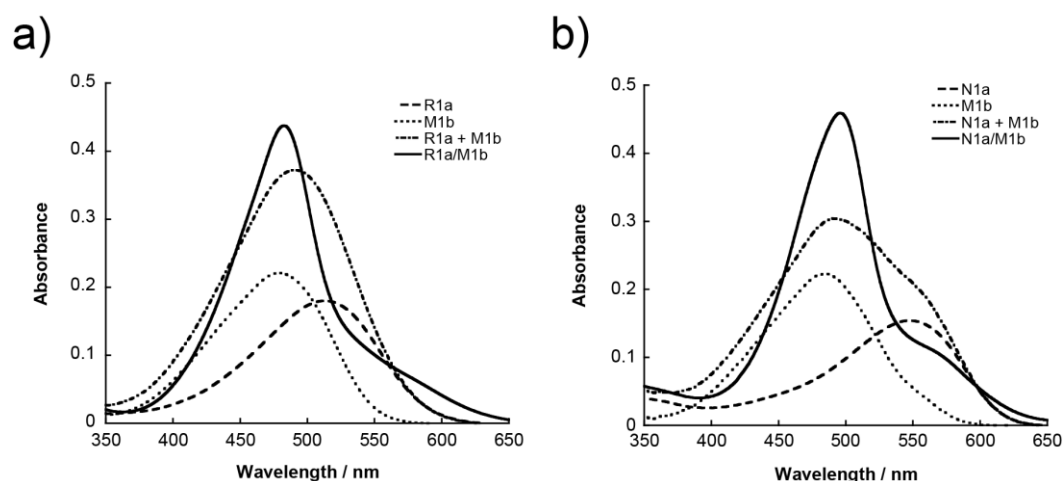 a)
0.5
0.4
0.3
0.2
0.1
0
Absorbance
R1a
M1b
R1a + M1b
R1a/M1b
350 400 450 500 550 600 650
Wavelength / nm
b)
0.5
0.4
0.3
0.2
0.1
0
Absorbance
N1a
M1b
N1a + M1b
N1a/M1b
350 400 450 500 550 600 650
Wavelength / nm